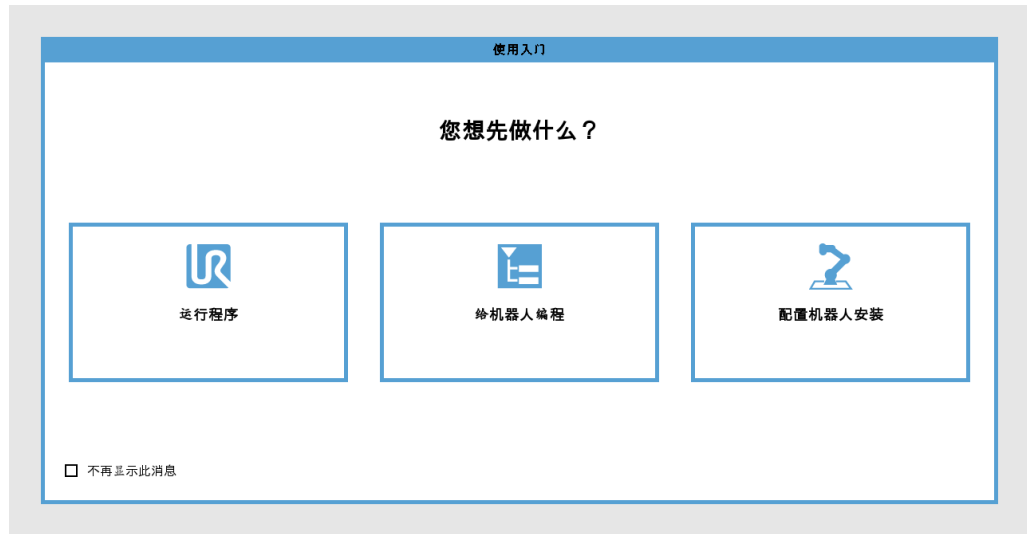 使用入门
您想先做什么？
运行程序
给机器人编程
配置机器人安装
不再显示此消息